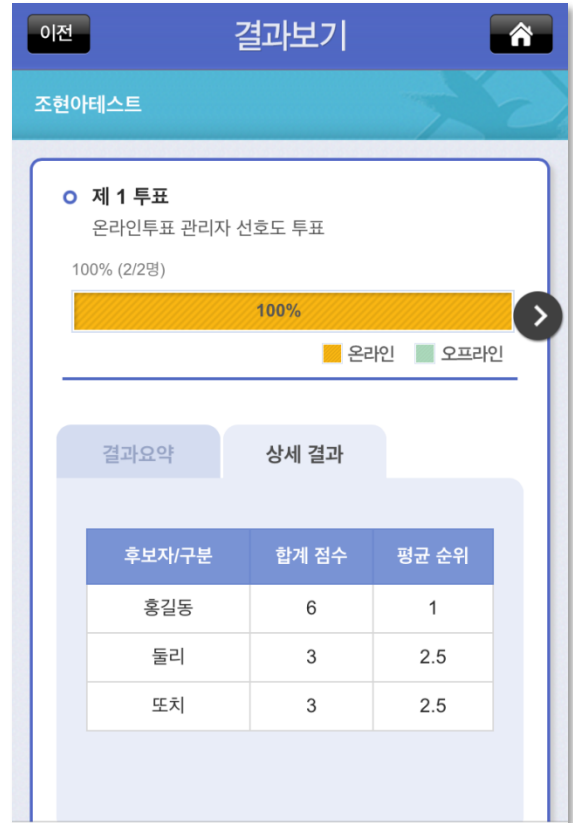 이전
결과보기
조현아테스트
제 1 투표
온라인투표 관리자 선호도 투표
100% (2/2명)
100%
온라인 오프라인
결과요약 상세 결과
후보자/구분 합계 점수 평균 순위
홍길동 6 1
둘리 3 2.5
또치 3 2.5